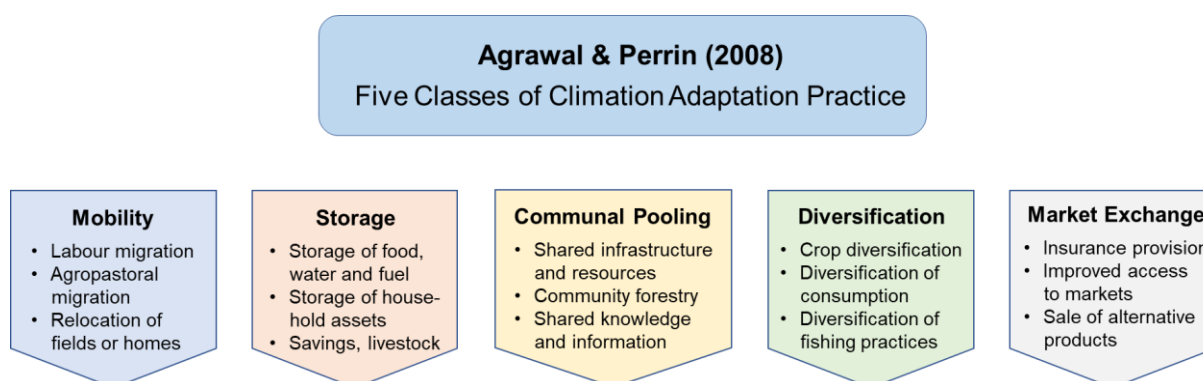 Agrawal & Perrin (2008)
Five Classes of Climation Adaptation Practice
Mobility
• Labour migration
• Agropastoral
migration
• Relocation of
fields or homes
Storage
• Storage of food,
water and fuel
• Storage of house-
hold assets
• Savings, livestock
Communal Pooling
• Shared infrastructure
and resources
• Community forestry
• Shared knowledge
and information
Diversification
• Crop diversification
• Diversification of
consumption
• Diversification of
fishing practices
Market Exchange
• Insurance provision
• Improved access
to markets
• Sale of alternative
products